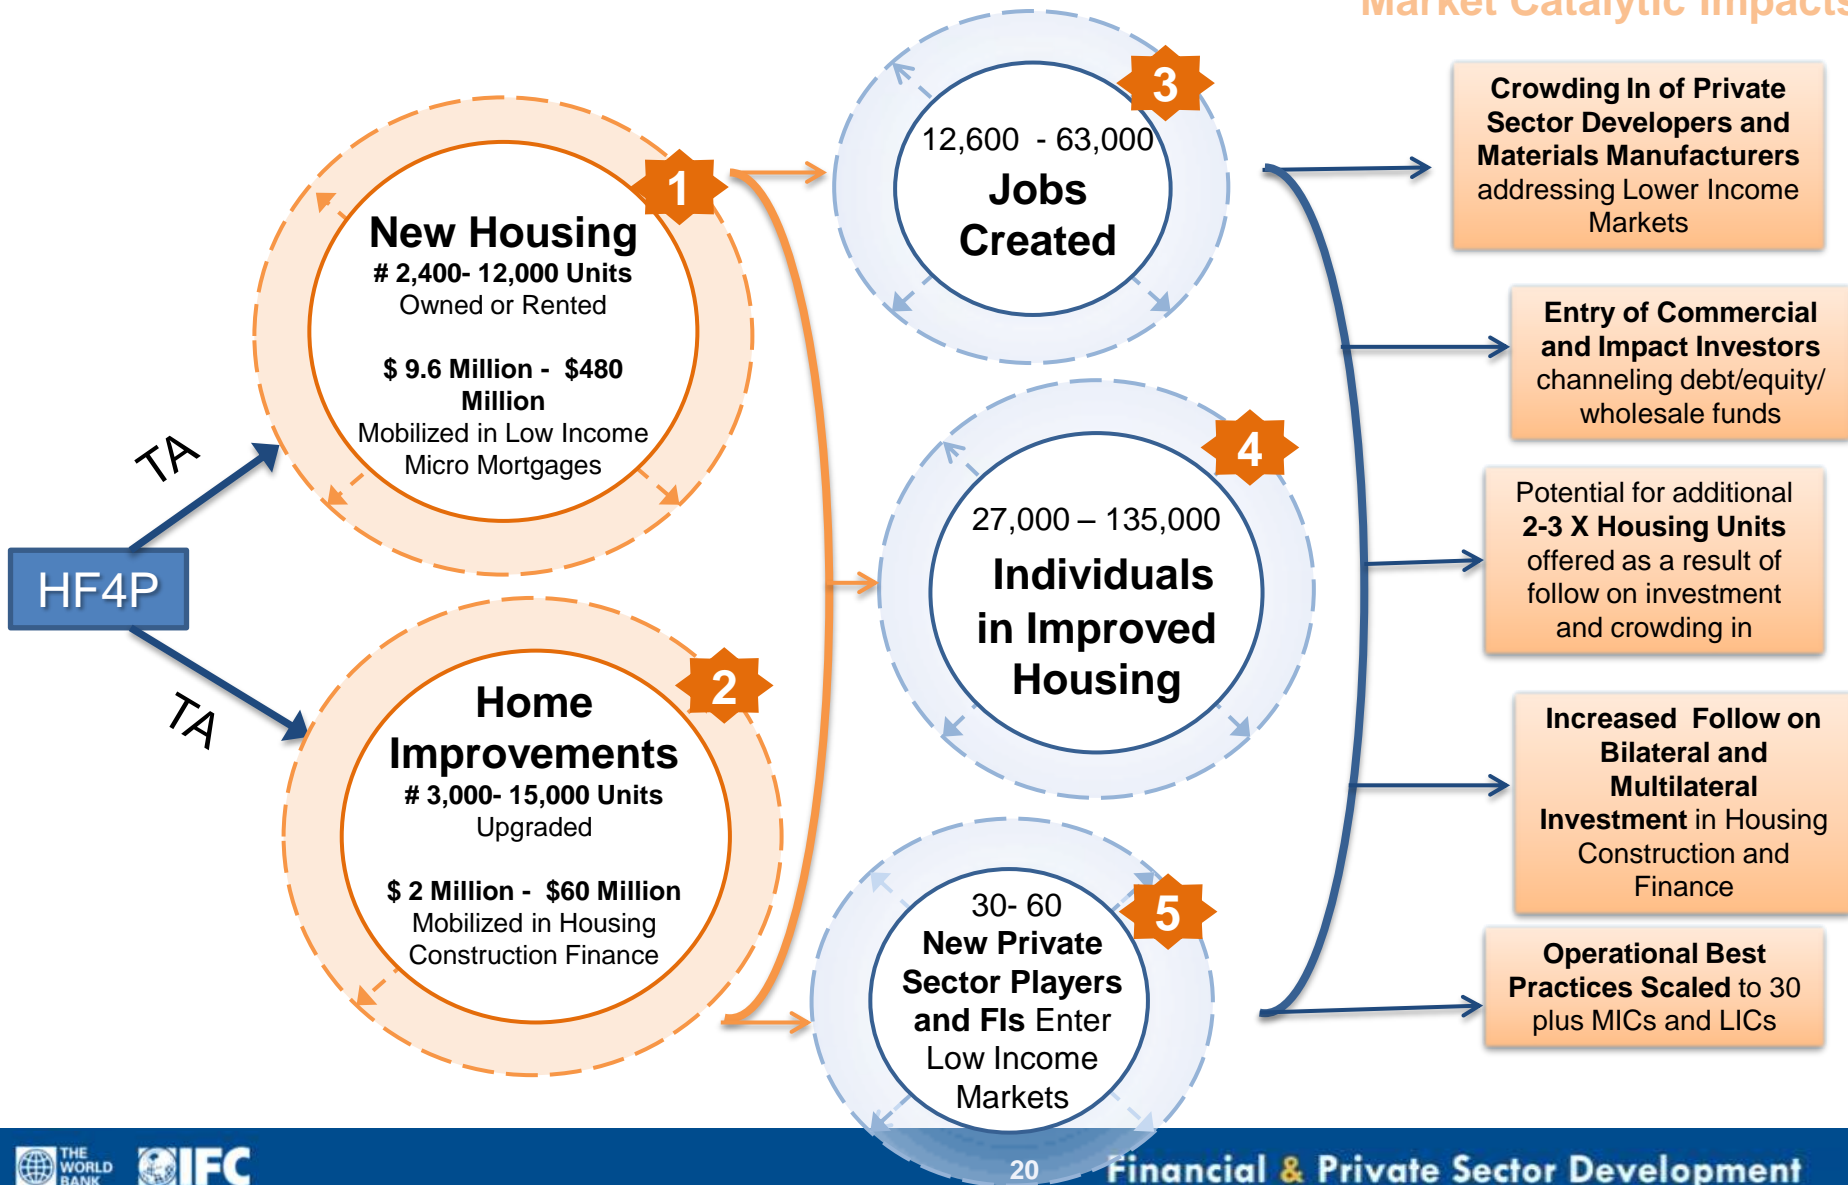 Market Catalytic Impacts
HF4P
TA
TA
1
New Housing
# 2,400- 12,000 Units
Owned or Rented
$ 9.6 Million -  $480
Million
Mobilized in Low Income
Micro Mortgages
2
Home
Improvements
# 3,000- 15,000 Units
Upgraded
$ 2 Million -  $60 Million
Mobilized in Housing
Construction Finance
3
12,600  - 63,000
Jobs
Created
4
27,000 – 135,000
Individuals
in Improved
Housing
5
30- 60
New Private
Sector Players
and FIs Enter
Low Income
Markets
Crowding In of Private
Sector Developers and
Materials Manufacturers
addressing Lower Income
Markets
Entry of Commercial
and Impact Investors
channeling debt/equity/
wholesale funds
Potential for additional
2-3 X Housing Units
offered as a result of
follow on investment
and crowding in
Increased  Follow on
Bilateral and
Multilateral
Investment in Housing
Construction and
Finance
Operational Best
Practices Scaled to 30
plus MICs and LICs
THE
WORLD
BANK
IFC
20
Financial & Private Sector Development